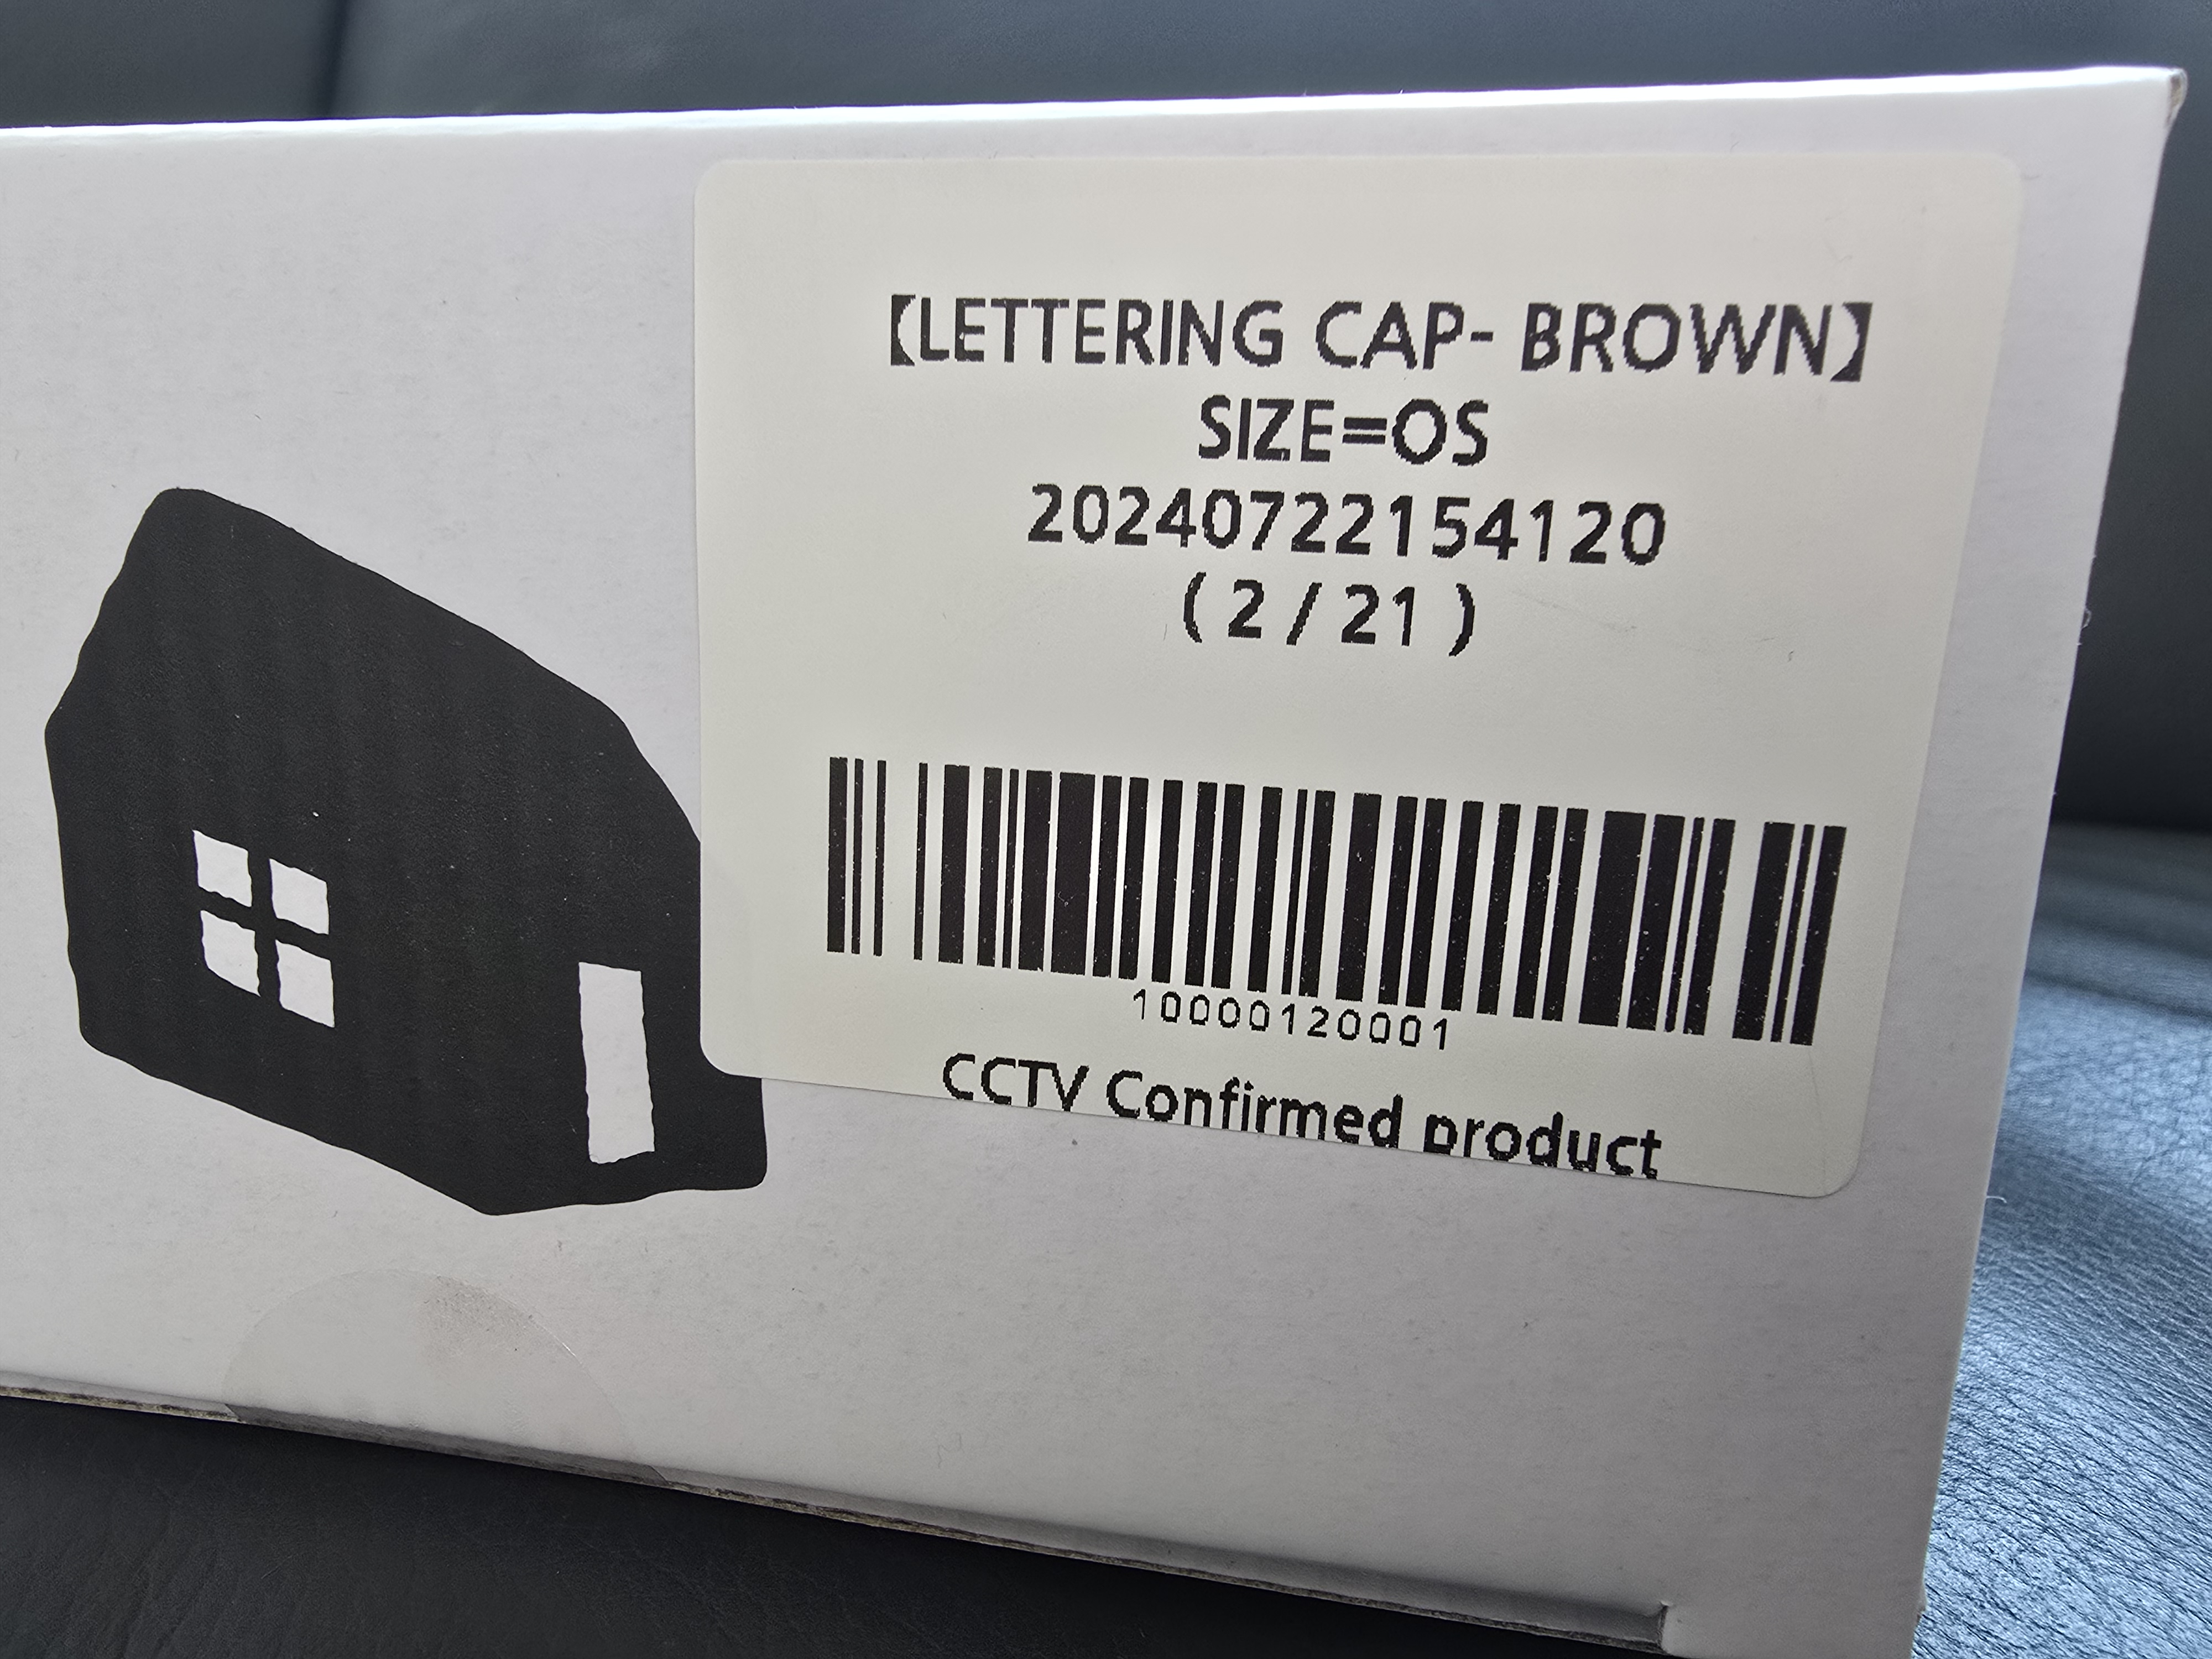 【LETTERING CAP- BROWN】
SIZE=OS
20240722154120
( 2 / 21 )
10000120001
CCTV Confirmed product